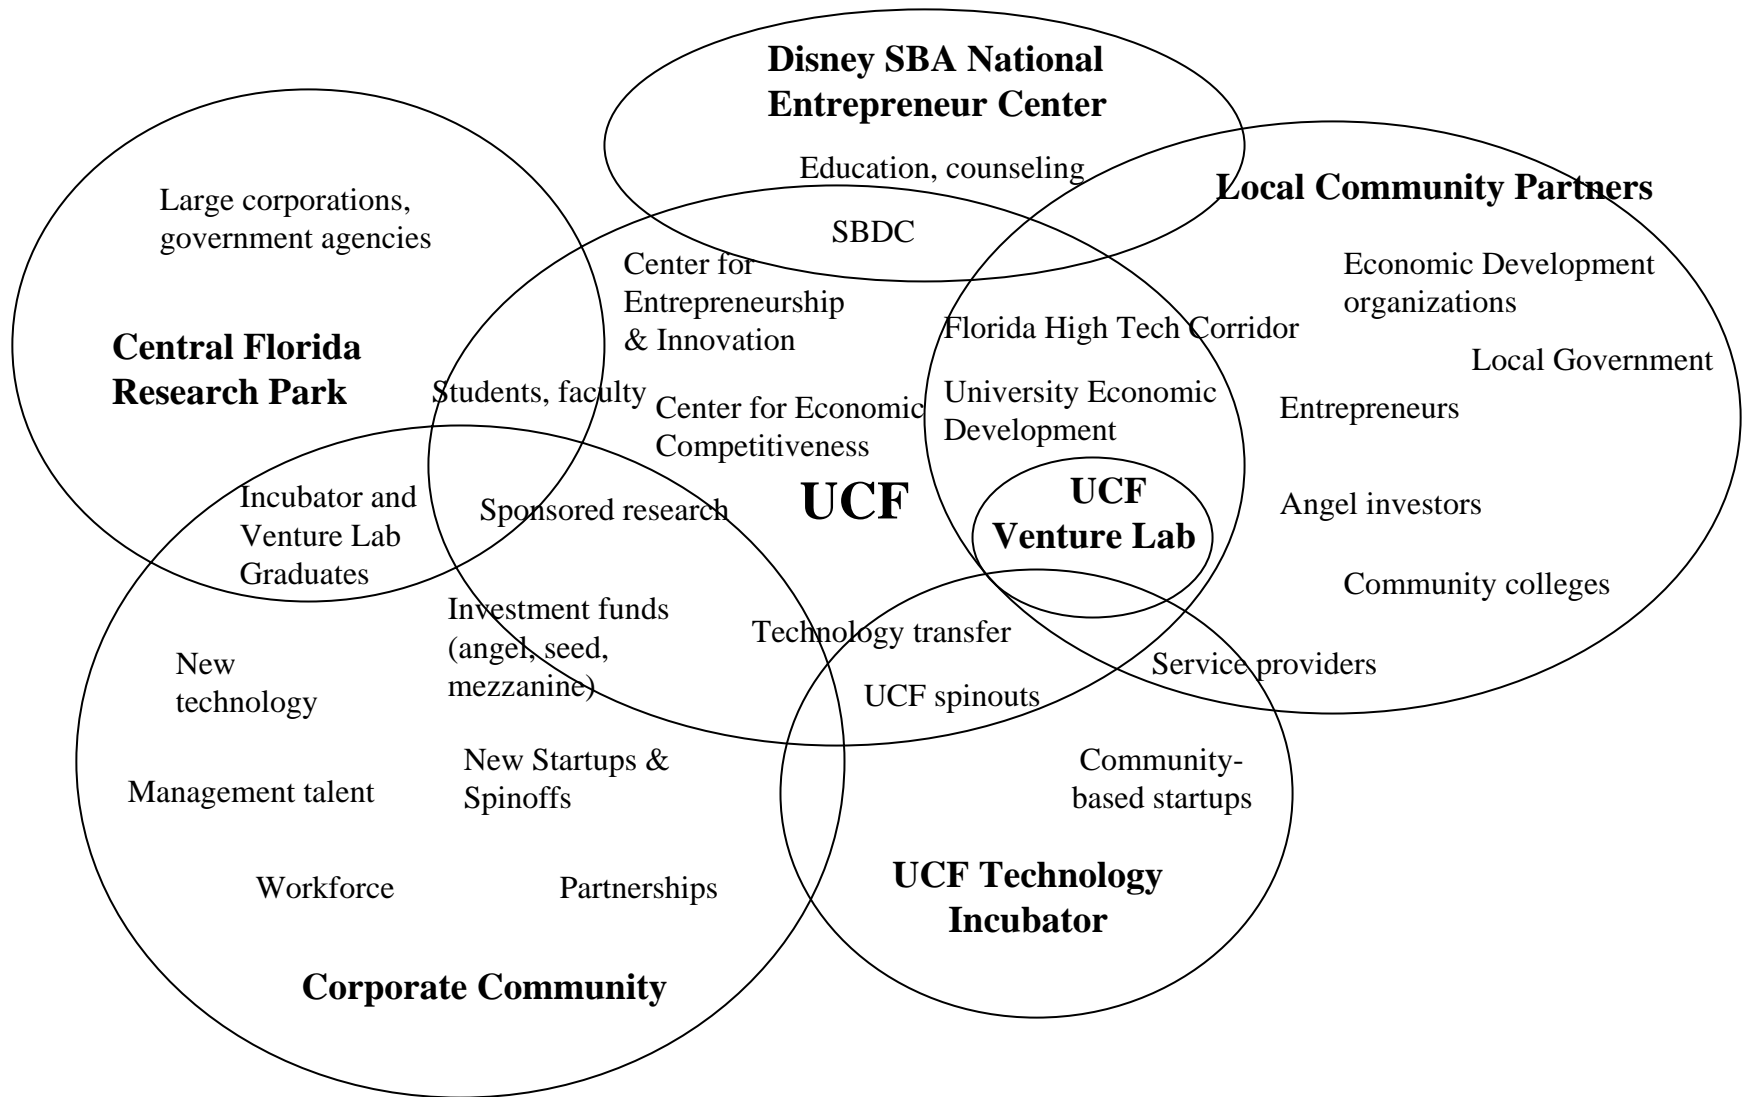 Disney SBA National
Entrepreneur Center
Education, counseling
Large corporations,
government agencies
Local Community Partners
SBDC
Center for
Entrepreneurship
& Innovation
Economic Development
organizations
Florida High Tech Corridor
Central Florida
Research Park
Local Government
Students, faculty
Center for Economic
Competitiveness
University Economic
Development
Entrepreneurs
Incubator and
Venture Lab
Graduates
Sponsored research
UCF
UCF
Venture Lab
Angel investors
Community colleges
Investment funds
(angel, seed,
mezzanine)
Technology transfer
New
technology
Service providers
UCF spinouts
New Startups &
Spinoffs
Community-
based startups
Management talent
Workforce
Partnerships
UCF Technology
Incubator
Corporate Community